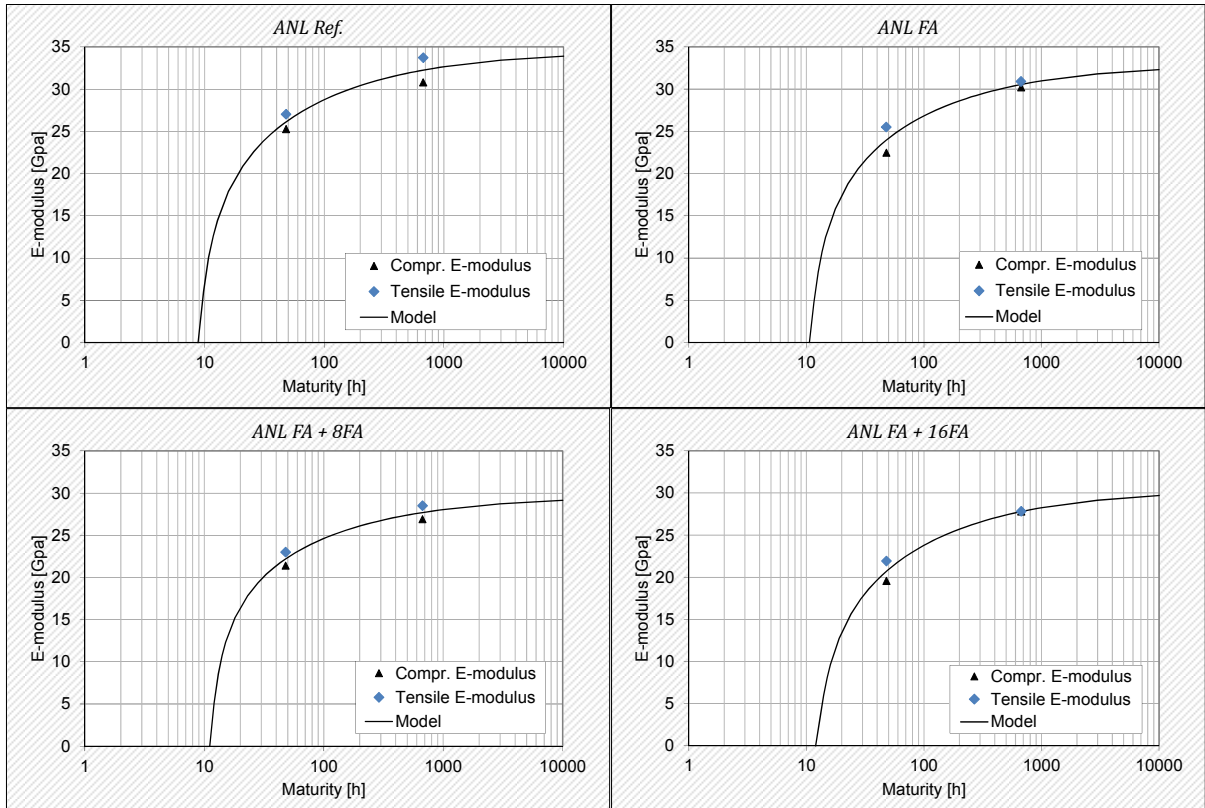 ANL Ref.
35
30
25
20
15
10
5
0
E-modulus [Gpa]
Compr. E-modulus
Tensile E-modulus
Model
1 10 100 1000 10000
Maturity [h]
ANL FA
35
30
25
20
15
10
5
0
E-modulus [Gpa]
Compr. E-modulus
Tensile E-modulus
Model
1 10 100 1000 10000
Maturity [h]
ANL FA + 8FA
35
30
25
20
15
10
5
0
E-modulus [Gpa]
Compr. E-modulus
Tensile E-modulus
Model
1 10 100 1000 10000
Maturity [h]
ANL FA + 16FA
35
30
25
20
15
10
5
0
E-modulus [Gpa]
Compr. E-modulus
Tensile E-modulus
Model
1 10 100 1000 10000
Maturity [h]